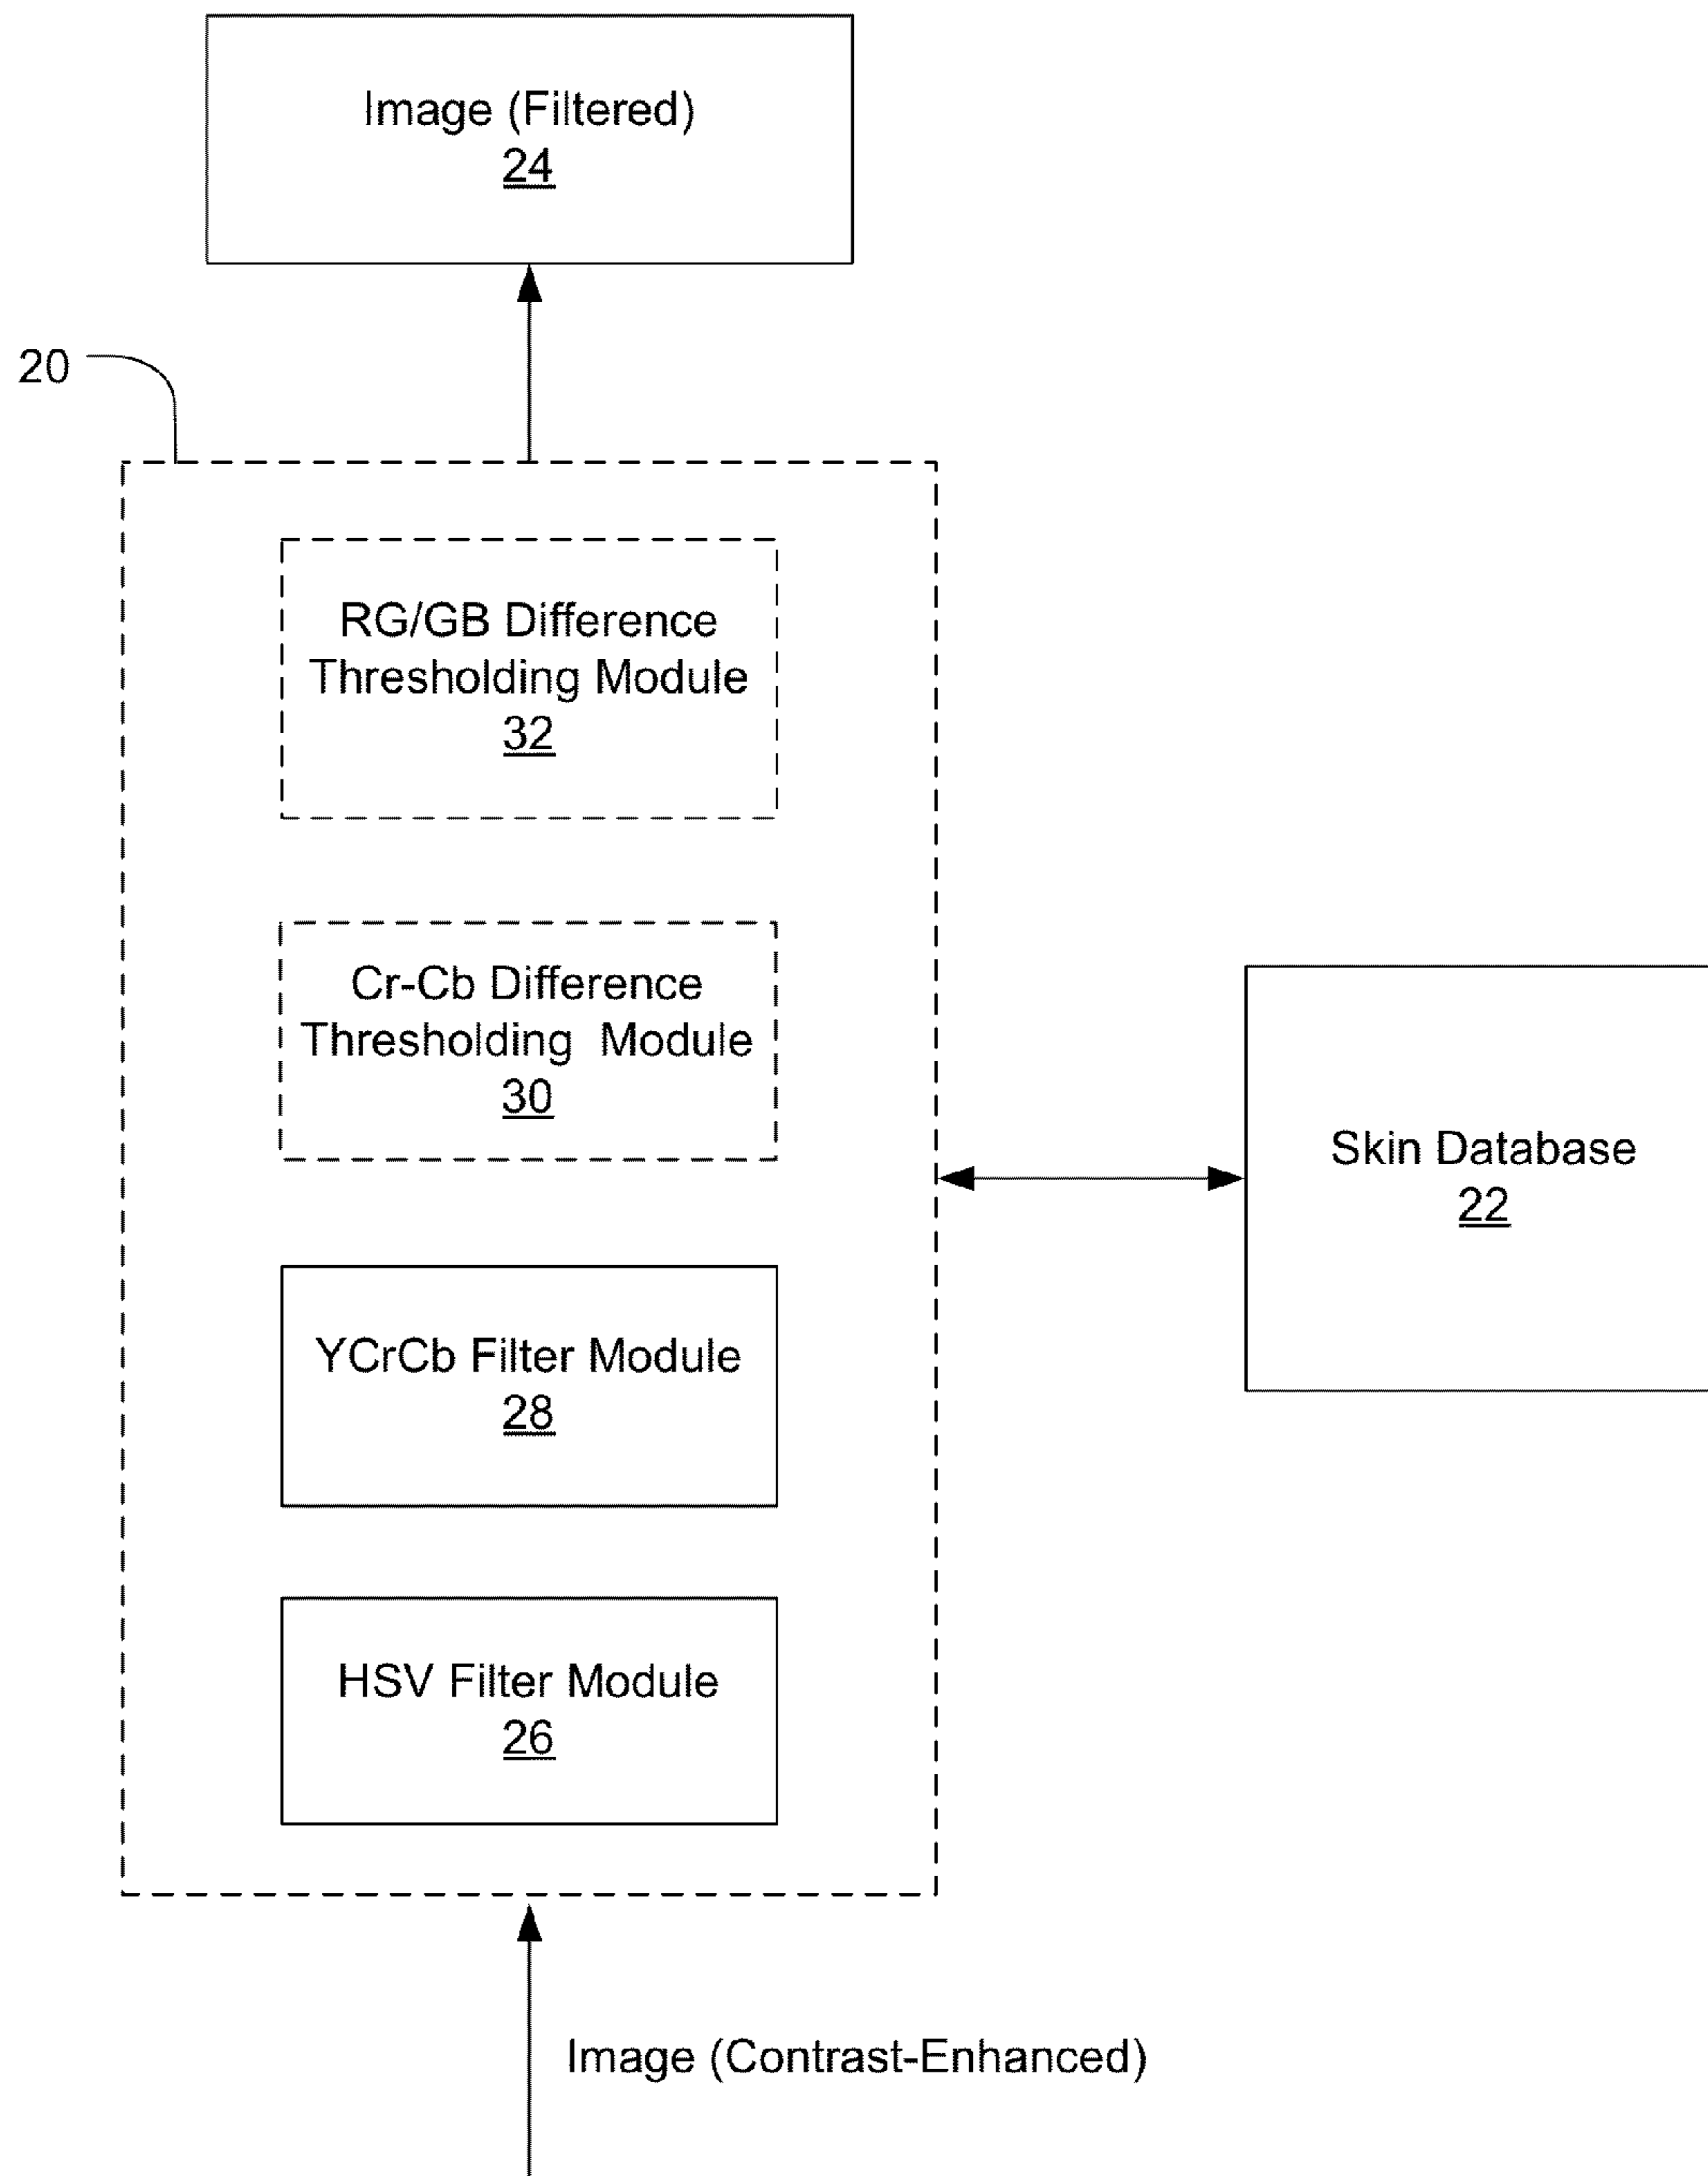 Image (Filtered)
24
20
RG/GB Difference
Thresholding Module
32
Cr-Cb Difference
Thresholding Module
30
Skin Database
22
YCrCb Filter Module
28
HSV Filter Module
26
Image (Contrast-Enhanced)